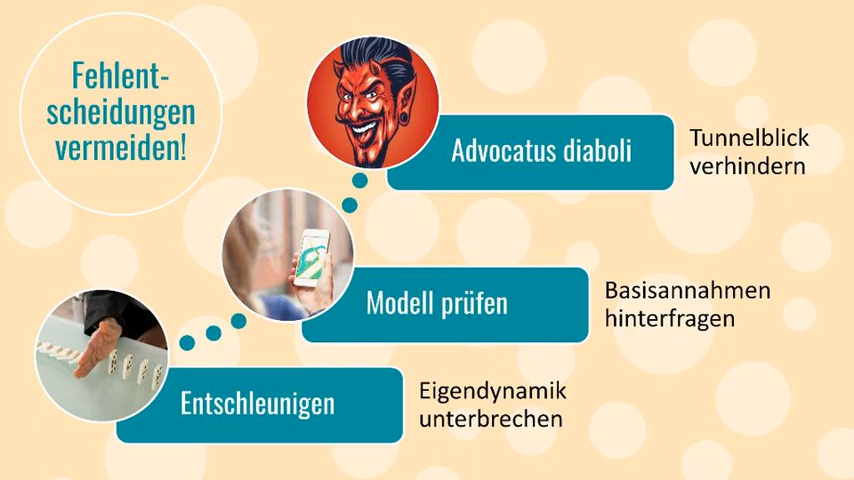 Fehlent-
scheidungen
vermeiden!
Advocatus diaboli
Tunnelblick
verhindern
Modell prüfen
Basisannahmen
hinterfragen
Entschleunigen
Eigendynamik
unterbrechen